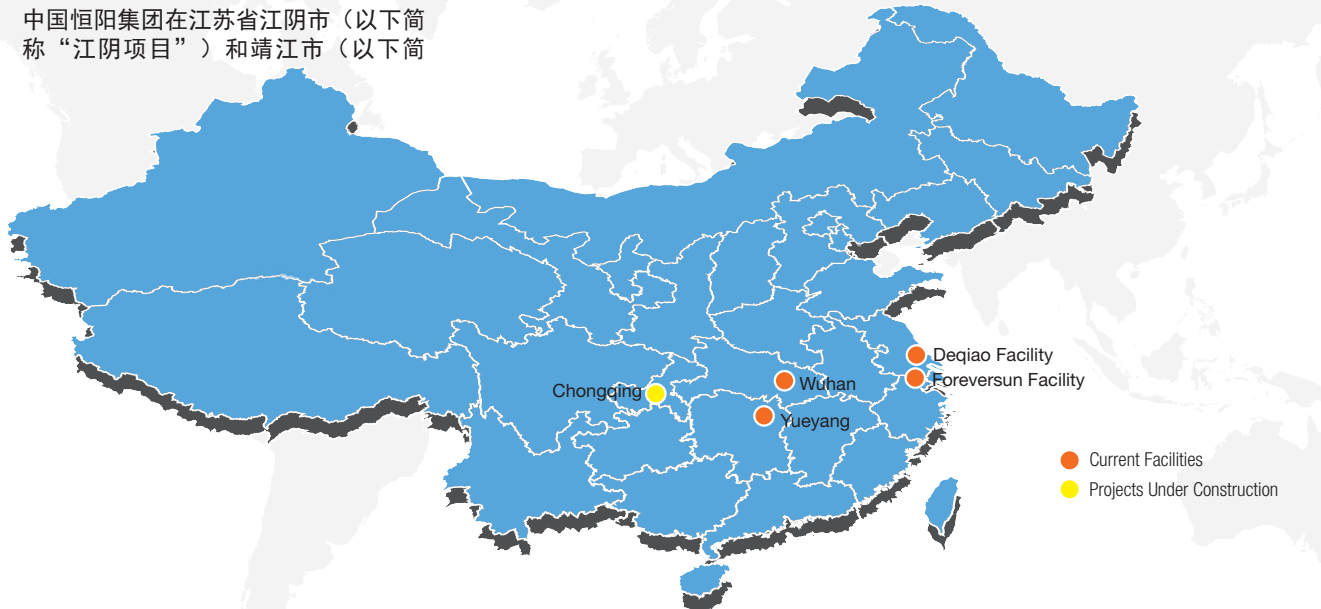 中国恒阳集团在江苏省江阴市（以下简
称“江阴项目”）和靖江市（以下简
Deqiao Facility
Foreversun Facility
Wuhan
Chongqing
Yueyang
Current Facilities
Projects Under Construction